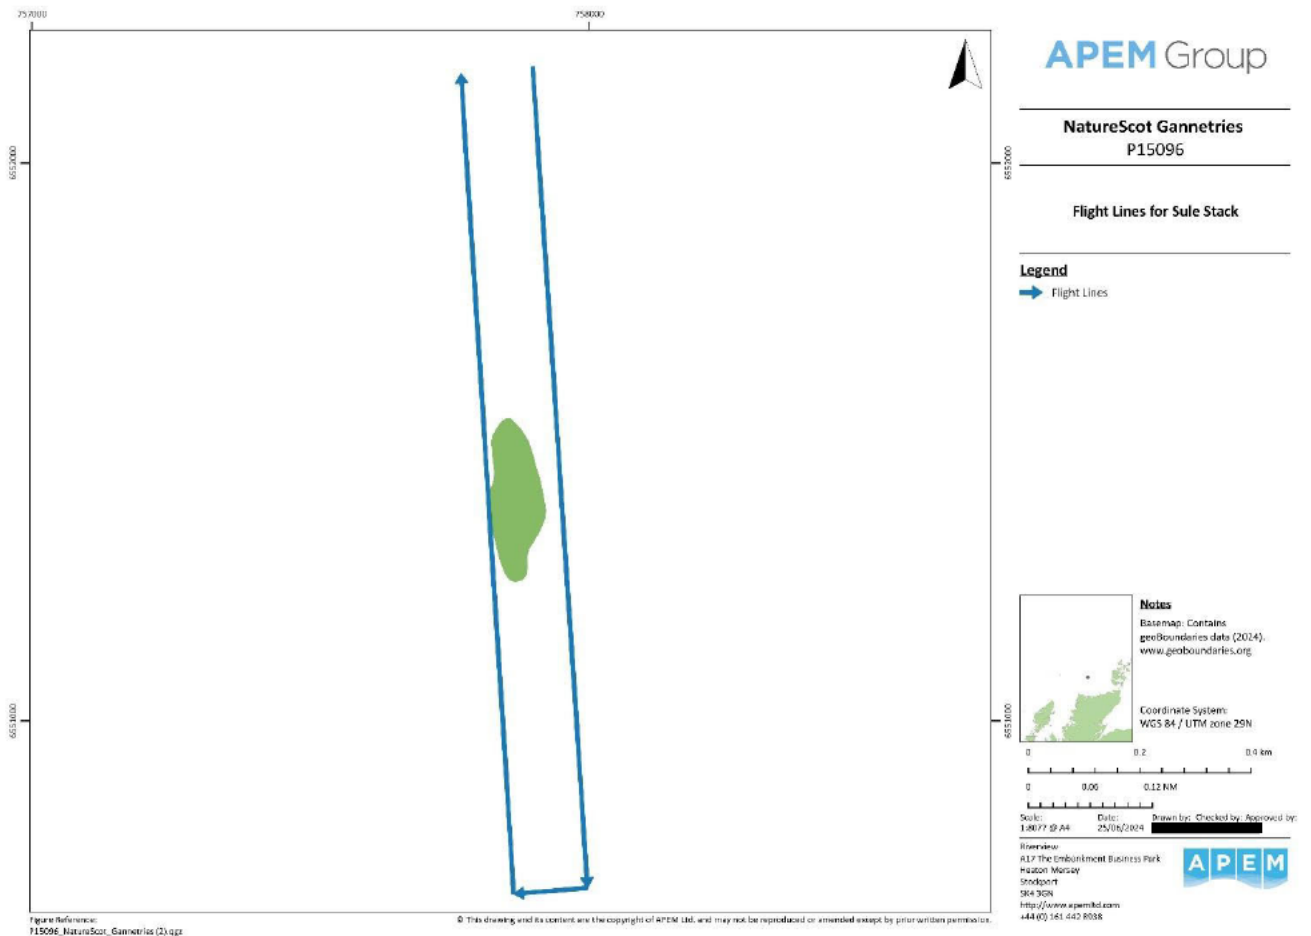 757000
758000
6552000
6552000
6551000
6551000
APEM Group
NatureScot Gannetries
P15096
Flight Lines for Sule Stack
Legend
Flight Lines
Notes
Basemap: Contains
geoBoundaries data (2024).
www.geoboundaries.org
Coordinate System:
WGS 84 / UTM zone 29N
0 0.2 0.4 km
0 0.06 0.12 NM
Scale: Date: Drawn by: Checked by: Approved by:
1:8077 @ A4 25/06/2024
Riverview
A17 The Embankment Business Park
Heaton Mersey
Stockport
SK4 3GN
http://www.apemltd.com
+44 (0) 161 442 8938
APEM
Figure Reference:
P15096_NatureScot_Gannetries (2).qgz
© This drawing and its content are the copyright of APEM Ltd. and may not be reproduced or amended except by prior written permission.